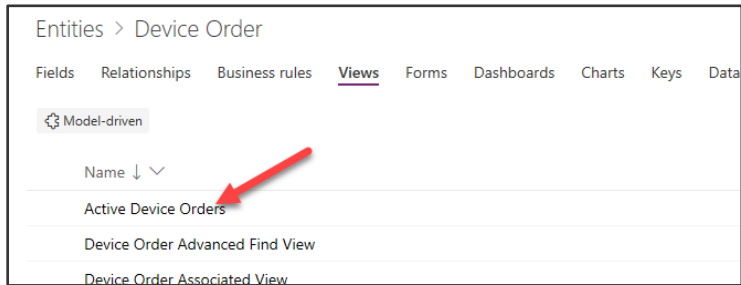 Entities > Device Order
Fields Relationships Business rules Views Forms Dashboards Charts Keys Data
Model-driven
Name ↓
Active Device Orders
Device Order Advanced Find View
Device Order Associated View